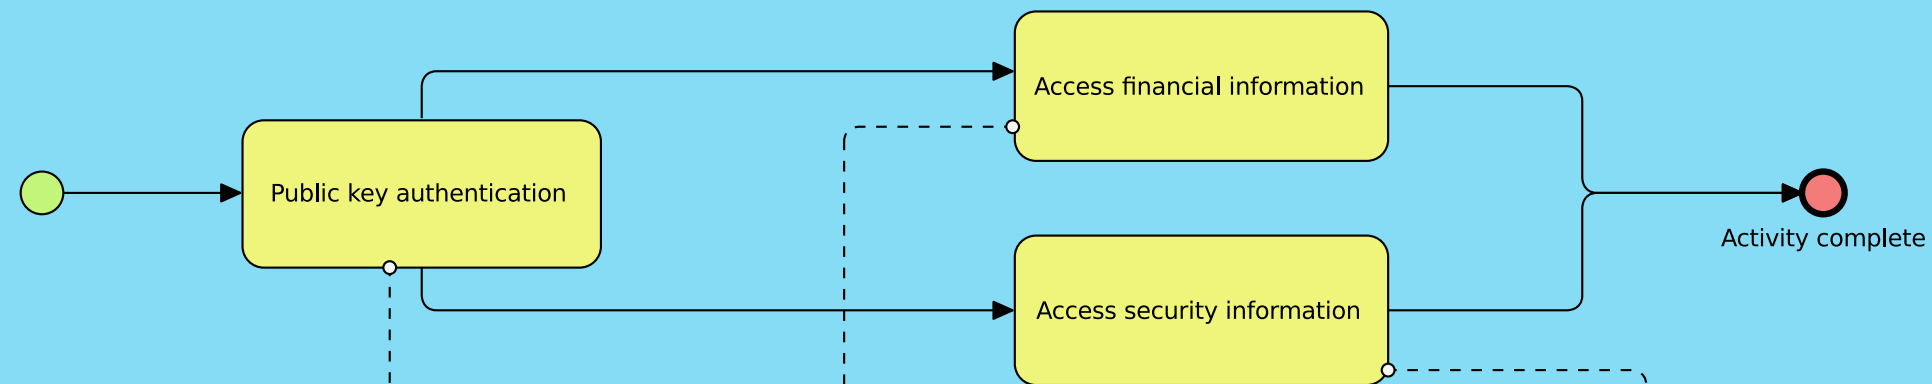 Access financial information
Public key authentication
Activity complete
Access security information